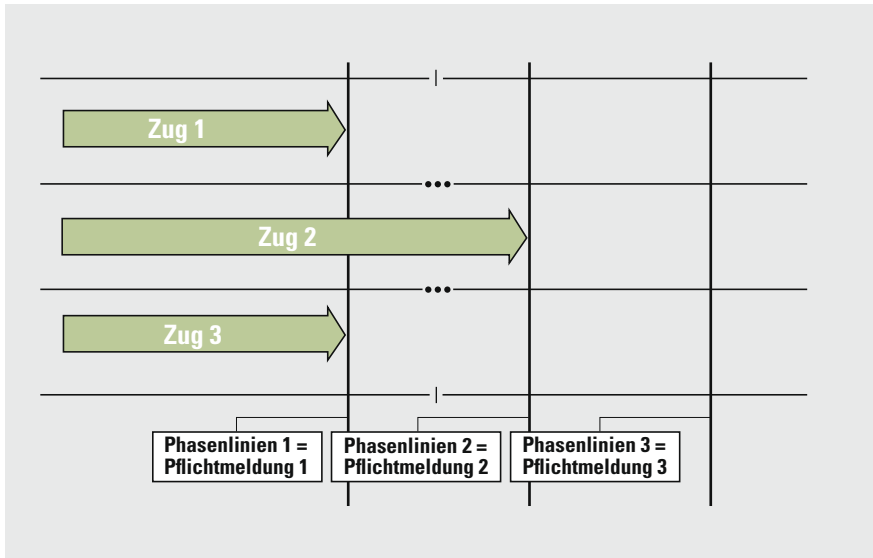 Zug 1
Zug 2
Zug 3
Phasenlinien 1 =
Pflichtmeldung 1
Phasenlinien 2 =
Pflichtmeldung 2
Phasenlinien 3 =
Pflichtmeldung 3